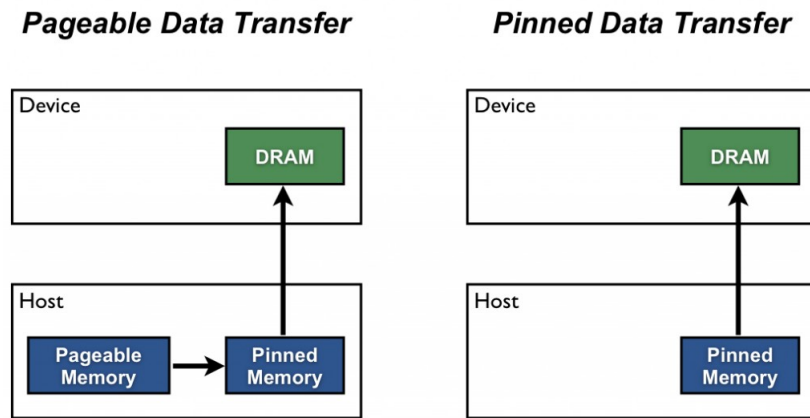 Pageable Data Transfer
Device
DRAM
Host
Pageable
Memory
Pinned
Memory
Pinned Data Transfer
Device
DRAM
Host
Pinned
Memory